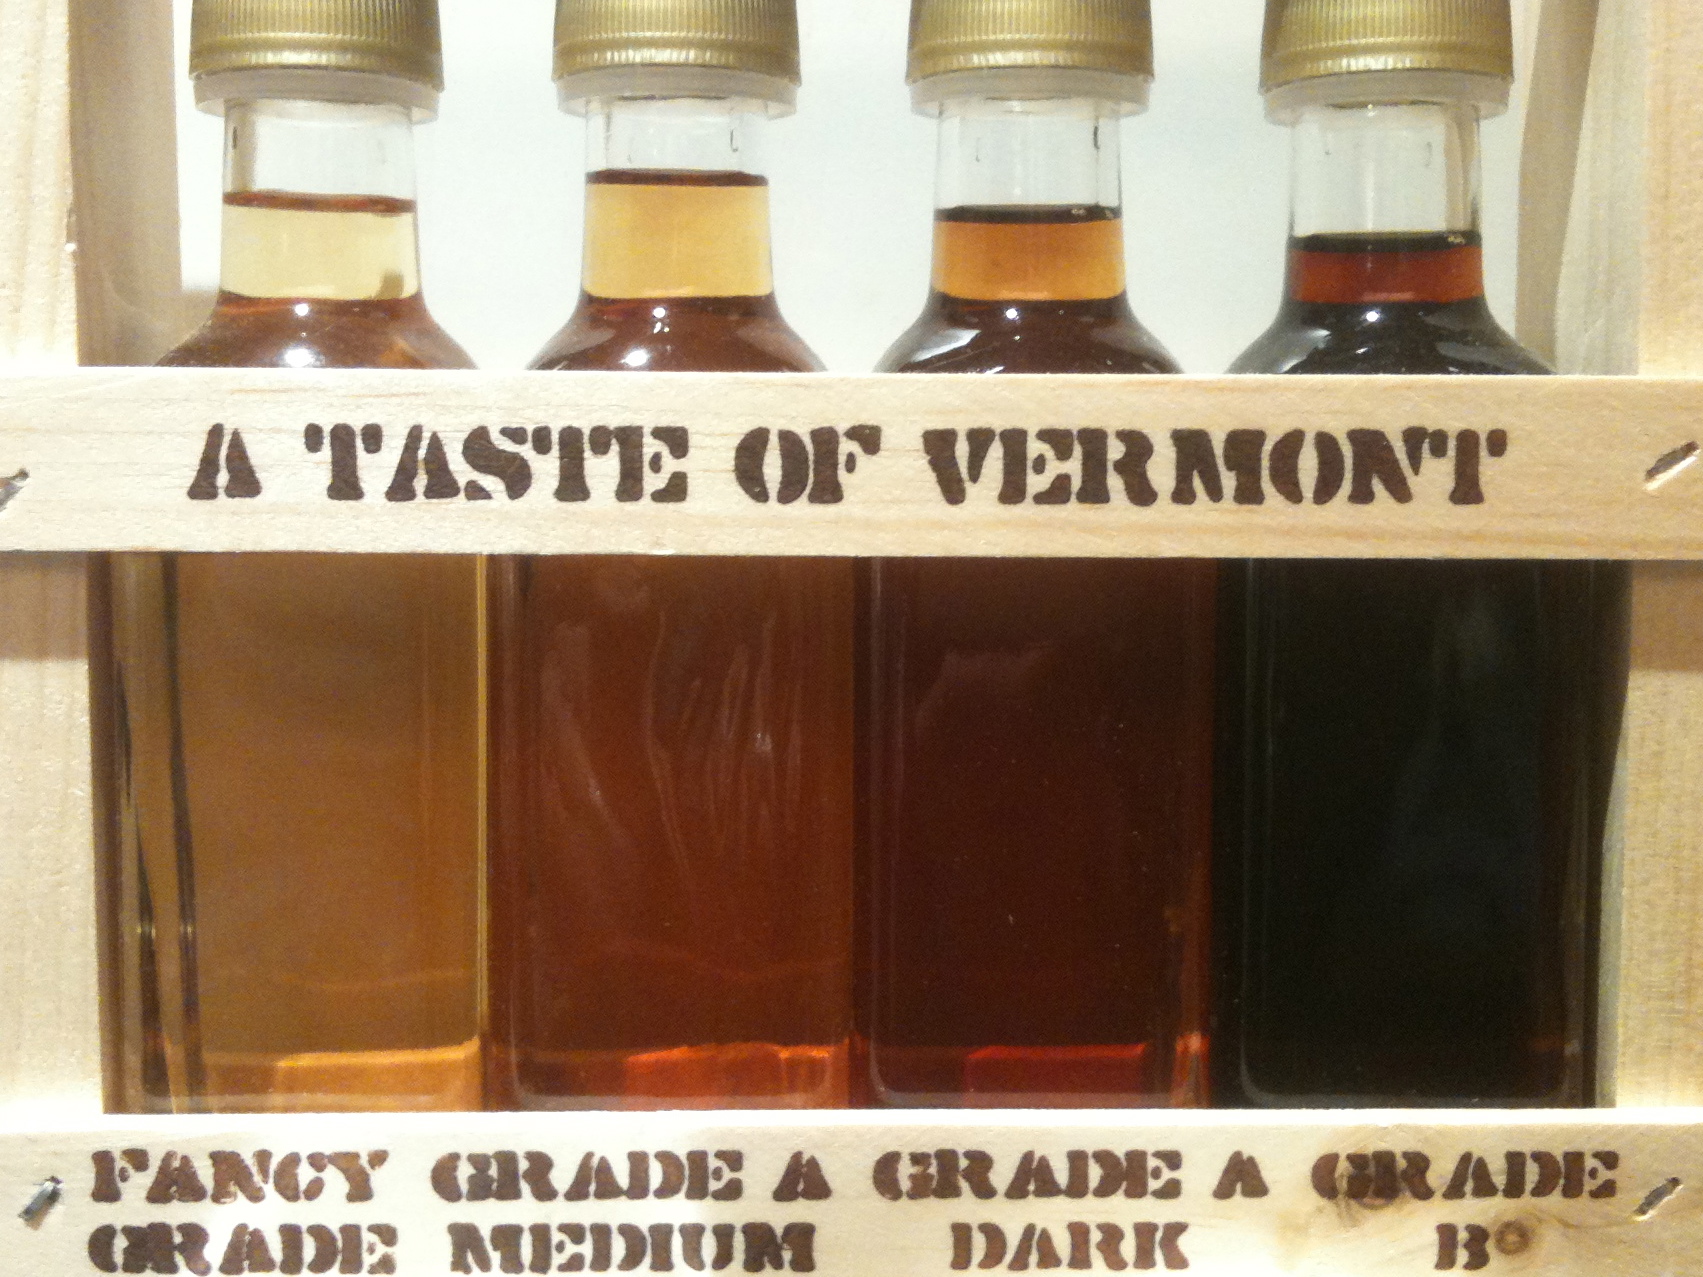 A TASTE OF VERMONT
FANCY GRADE A GRADE A GRADE
GRADE MEDIUM DARK B